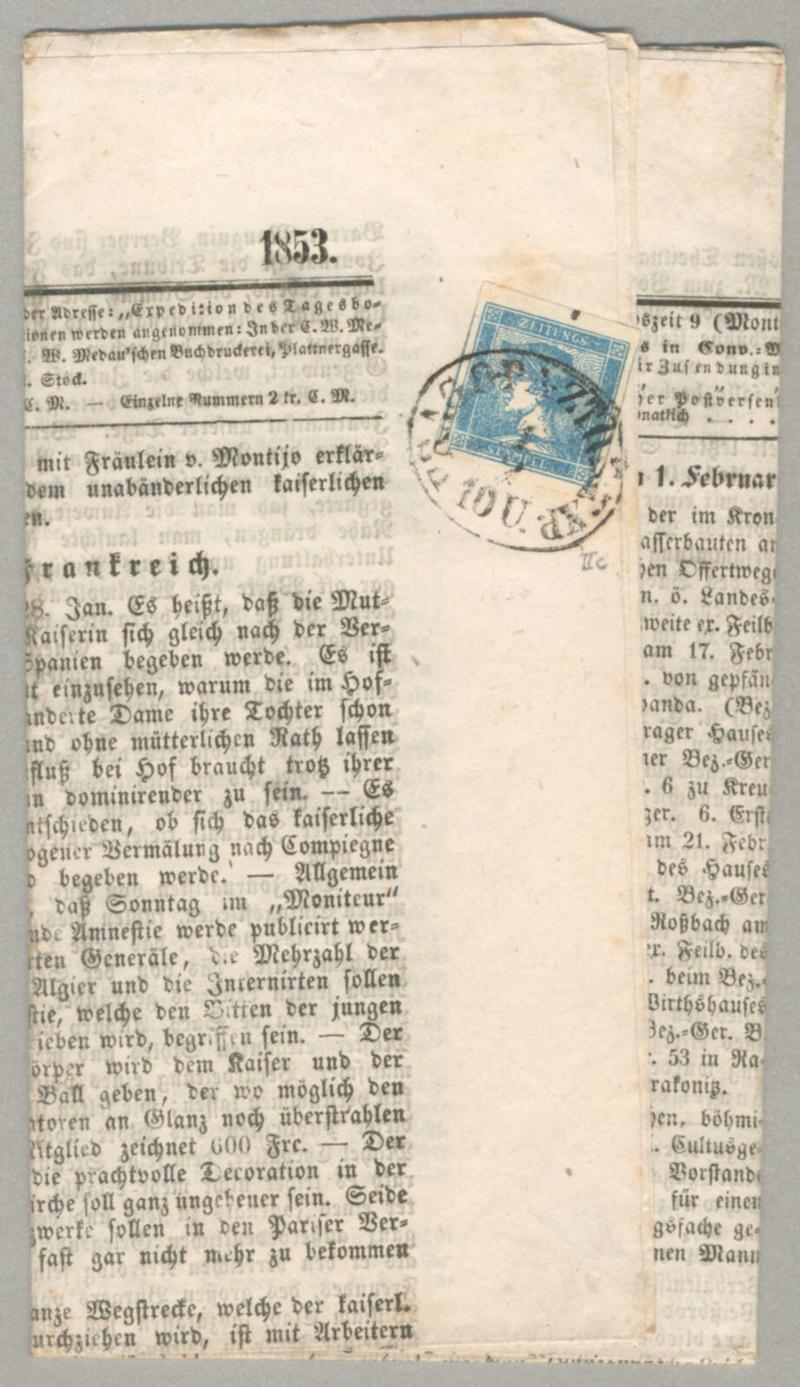 1853.
der Adresse: „Expedition des Tagesbo-
ionen werden angenommen: In der C. W. Me-
. W. Medau'schen Buchdruckerei, Plattnergasse.
. Stock.
C. M. — Einzelne Nummern 2 kr. C. M.
mit Fräulein v. Montijo erklär-
dem unabänderlichen kaiserlichen
en.
Frankreich.
28. Jan. Es heißt, daß die Mut-
Kaiserin sich gleich nach der Ver-
Spanien begeben werde. Es ist
t einzusehen, warum die im Hof-
anderte Dame ihre Tochter schon
und ohne mütterlichen Rath lassen
fluß bei Hof braucht trotz ihrer
n dominirender zu sein. — Es
ntschieden, ob sich das kaiserliche
ogener Vermälung nach Compiegne
begeben werde. — Allgemein
, daß Sonntag im „Moniteur“
nde Amnestie werde publicirt wer-
rten Generäle, die Mehrzahl der
Algier und die Internirten sollen
stie, welche den Bitten der jungen
ieben wird, begriffen sein. — Der
örper wird dem Kaiser und der
Ball geben, der wo möglich den
toren an Glanz noch überstrahlen
Mitglied zeichnet 600 Frc. — Der
die prachtvolle Decoration in der
irche soll ganz ungeheuer sein. Seide
zwerke sollen in den Pariser Ver-
fast gar nicht mehr zu bekommen
anze Wegstrecke, welche der kaiserl.
urchziehen wird, ist mit Arbeitern
ZEITUNGS
STEMPEL
PRAG
IIc
szeit 9 (Mont
s in Conv.-M
ir Zusendung in
er Postversen
natlich . . . .
1. Februar
der im Kron
asserbauten an
en Offertweg
n. ö. Landes-
weite ex. Feilb
am 17. Febr
. von gepfän
anda. (Bez
rager Hauses
er Bez.-Ger
. 6 zu Kreu
zer. 6. Erst
im 21. Febr
des Hauses
t. Bez.-Ger
Roßbach am
x. Feilb. des
. beim Bez.-
Wirthshauses
Bez.-Ger. B
. 53 in Ra-
rakonitz.
en, böhmi-
. Cultusge-
Vorstand
für einen
gsfache ge-
nen Mann